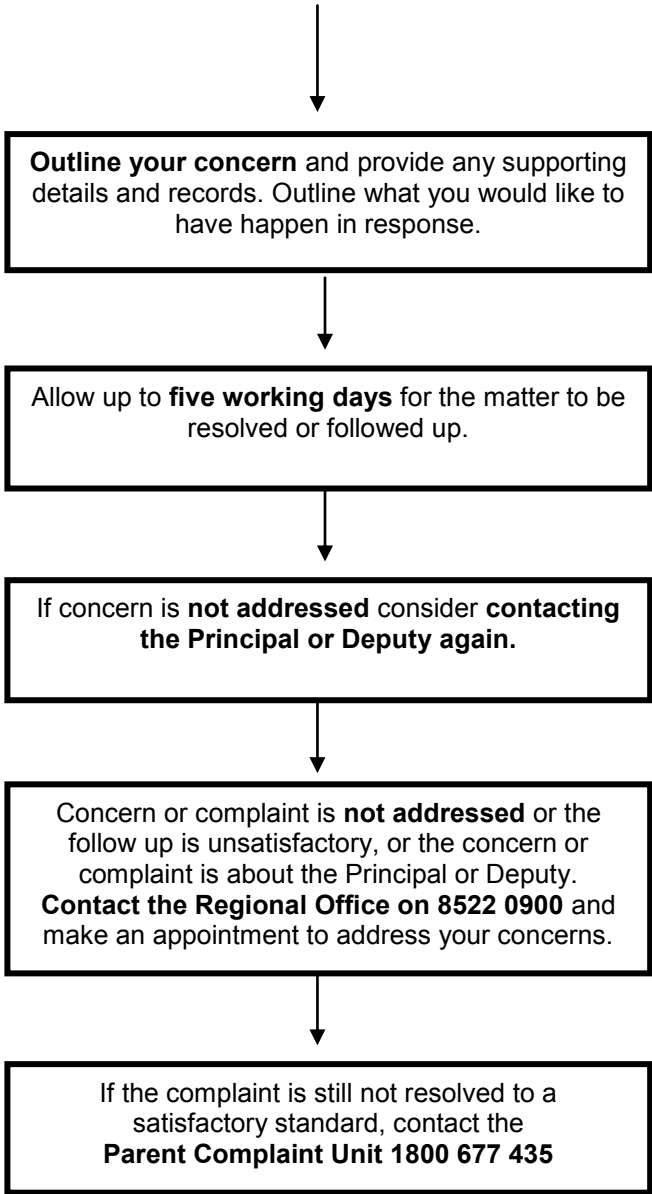 Outline your concern and provide any supporting
details and records. Outline what you would like to
have happen in response.
Allow up to five working days for the matter to be
resolved or followed up.
If concern is not addressed consider contacting
the Principal or Deputy again.
Concern or complaint is not addressed or the
follow up is unsatisfactory, or the concern or
complaint is about the Principal or Deputy.
Contact the Regional Office on 8522 0900 and
make an appointment to address your concerns.
If the complaint is still not resolved to a
satisfactory standard, contact the
Parent Complaint Unit 1800 677 435